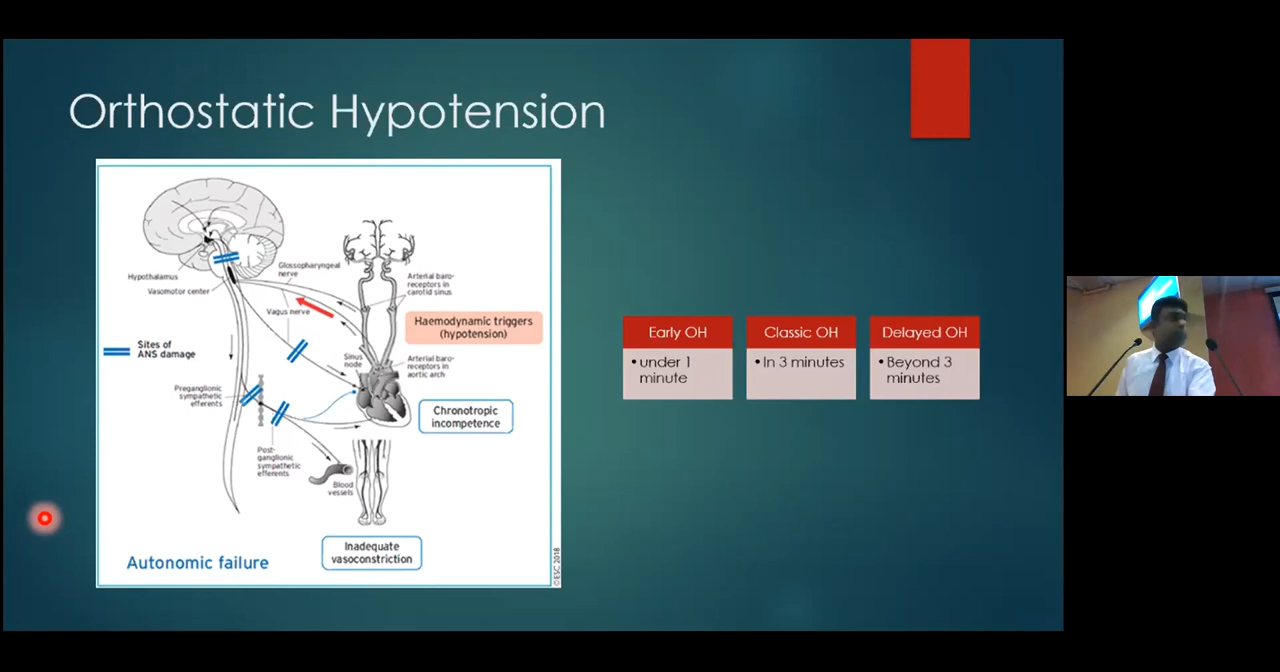 Orthostatic Hypotension
Hypothalamus
Vasomotor center
Glossopharyngeal
nerve
Vagus nerve
Arterial baro-
receptors in
carotid sinus
Haemodynamic triggers
(hypotension)
Sites of
ANS damage
Sinus
node
Arterial baro-
receptors in
aortic arch
Preganglionic
sympathetic
efferents
Chronotropic
incompetence
Post-
ganglionic
sympathetic
efferents
Blood
vessels
Inadequate
vasoconstriction
Autonomic failure
©ESC 2018
Early OH
• under 1
minute
Classic OH
• In 3 minutes
Delayed OH
• Beyond 3
minutes